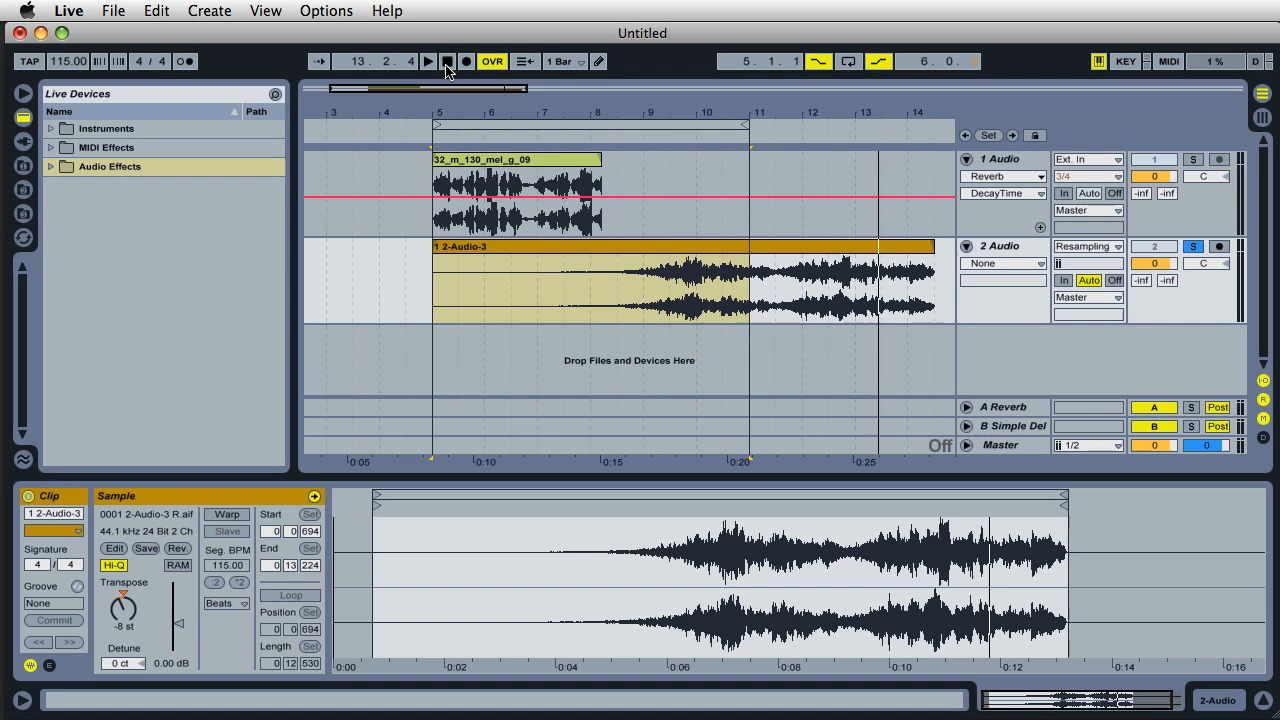 Live File Edit Create View Options Help
Untitled
TAP 115.00 4 / 4 13. 2. 4 OVR 1 Bar 5. 1. 1 6. 0. KEY MIDI 1 % D
Live Devices
Name Path
Instruments
MIDI Effects
Audio Effects
3 4 5 6 7 8 9 10 11 12 13 14
Set
32_m_130_mel_g_09
1 Audio Ext. In 1 S
Reverb 3/4 0 C
DecayTime In Auto Off -inf -inf
Master
1 2-Audio-3
2 Audio Resampling 2 S
None 0 C
In Auto Off -inf -inf
Master
Drop Files and Devices Here
A Reverb A S Post
B Simple Del B S Post
Off Master 1/2 0 0
0:05 0:10 0:15 0:20 0:25
Clip Sample
1 2-Audio-3 0001 2-Audio-3 R.aif Warp Start Set
44.1 kHz 24 Bit 2 Ch Slave 0 0 694
Signature Edit Save Rev. Seg. BPM End Set
4 / 4 Hi-Q RAM 115.00 0 13 224
Groove Transpose :2 *2
None Beats Loop
Commit -8 st Position Set
0 0 694
<< >> Detune Length Set
0 ct 0.00 dB 0 12 530
E
0:00 0:02 0:04 0:06 0:08 0:10 0:12 0:14 0:16
2-Audio